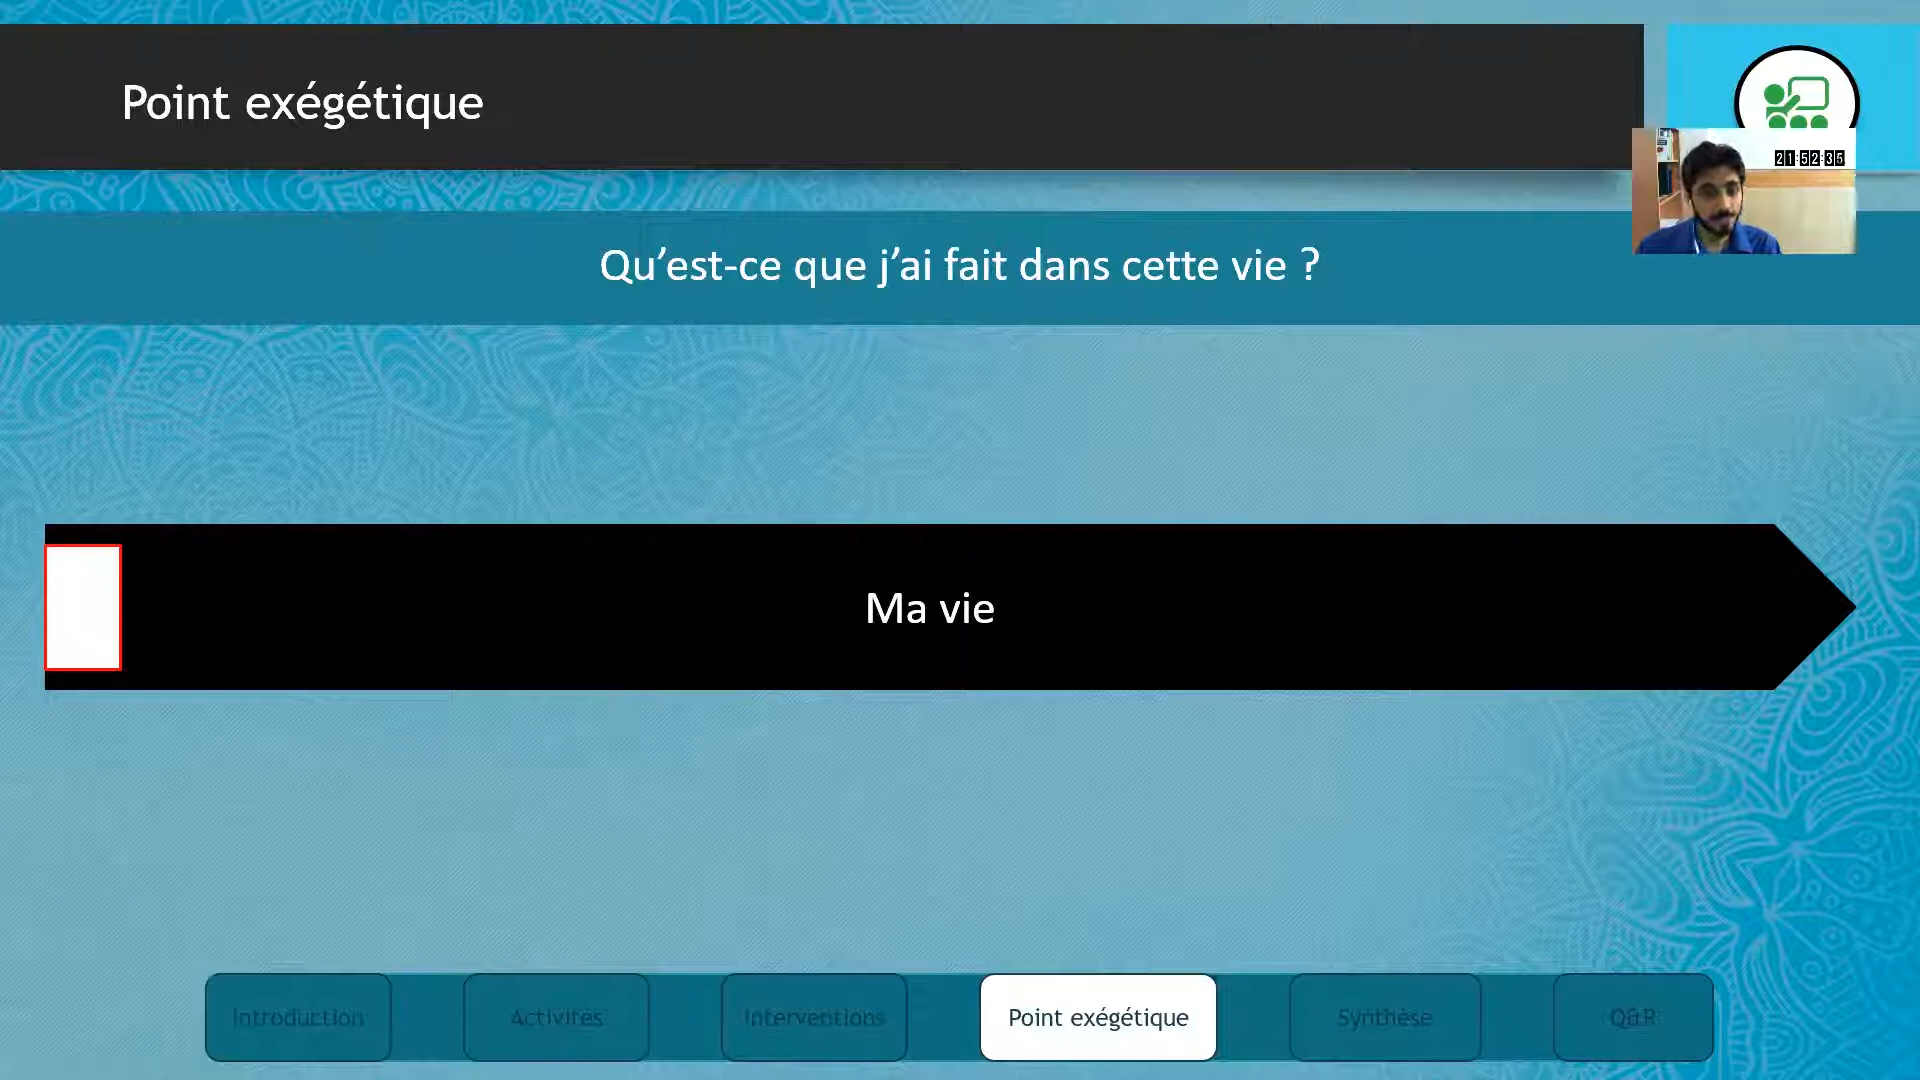 Point exégétique
21:52:35
Qu’est-ce que j’ai fait dans cette vie ?
Ma vie
Introduction
Activités
Interventions
Point exégétique
Synthèse
Q&R